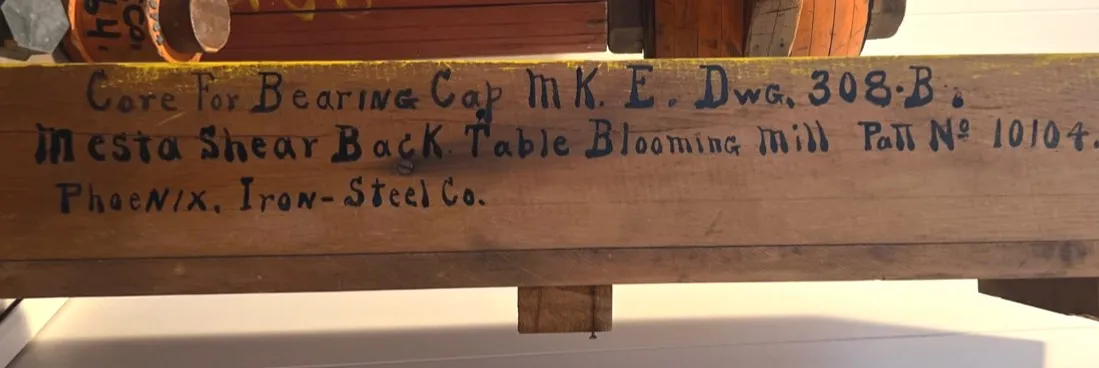 Core For Bearing Cap MK. E. Dwg. 308-B.
Mesta Shear Back Table Blooming Mill Patt Nº 10104.
Phoenix, Iron-Steel Co.